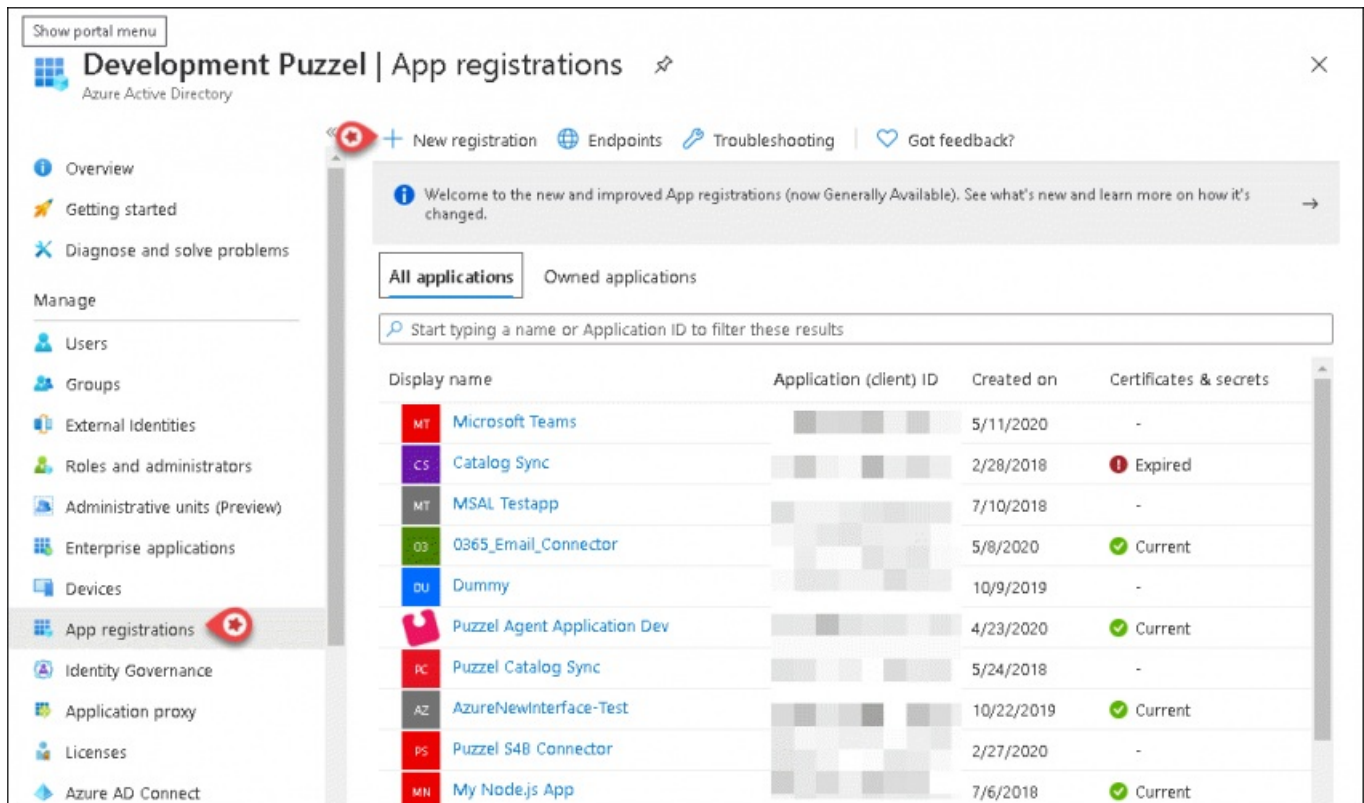 Show portal menu
Development Puzzel | App registrations
Azure Active Directory
New registration Endpoints Troubleshooting Got feedback?
Overview
Getting started
Diagnose and solve problems
Manage
Users
Groups
External Identities
Roles and administrators
Administrative units (Preview)
Enterprise applications
Devices
App registrations
Identity Governance
Application proxy
Licenses
Azure AD Connect
Welcome to the new and improved App registrations (now Generally Available). See what's new and learn more on how it's
changed.
All applications Owned applications
Start typing a name or Application ID to filter these results
Display name Application (client) ID Created on Certificates & secrets
MT Microsoft Teams 5/11/2020 -
CS Catalog Sync 2/28/2018 Expired
MT MSAL Testapp 7/10/2018 -
03 0365_Email_Connector 5/8/2020 Current
DU Dummy 10/9/2019 -
Puzzel Agent Application Dev 4/23/2020 Current
PC Puzzel Catalog Sync 5/24/2018 -
AZ AzureNewInterface-Test 10/22/2019 Current
PS Puzzel S4B Connector 2/27/2020 -
MN My Node.js App 7/6/2018 Current